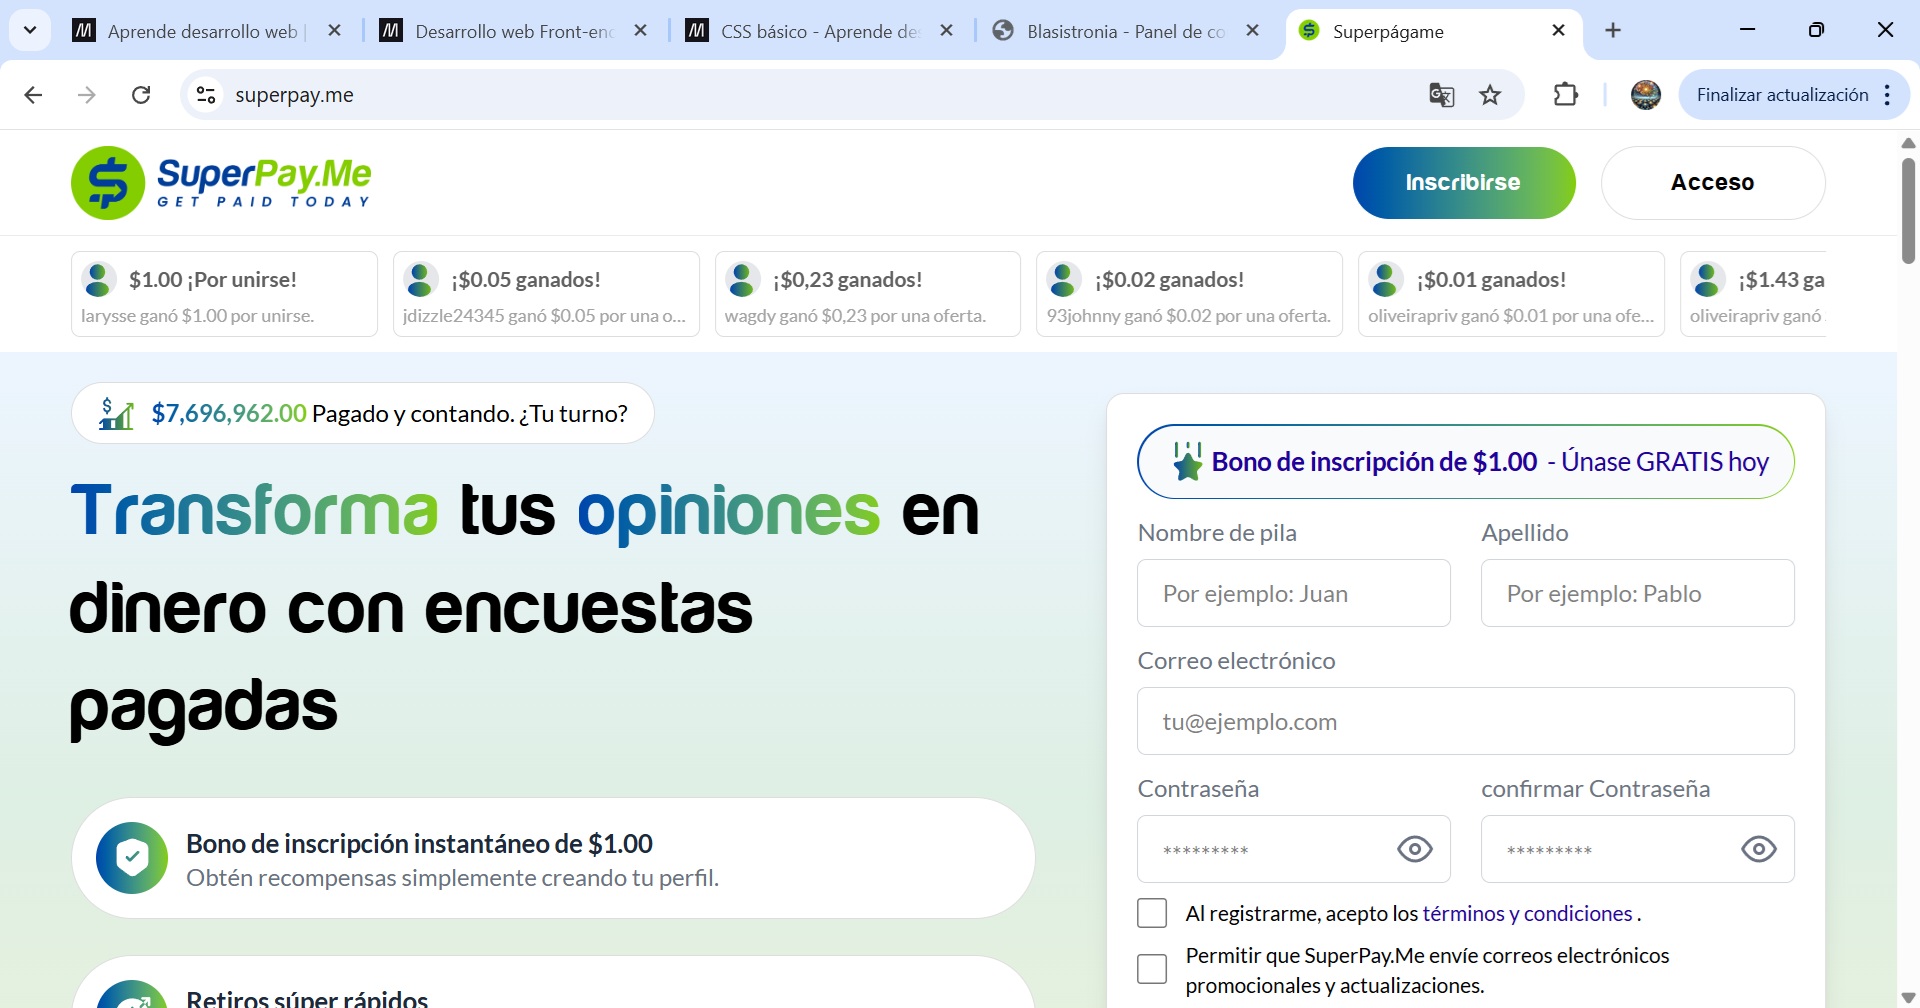 Aprende desarrollo web |
Desarrollo web Front-enc
CSS básico - Aprende de
Blasistronia - Panel de co
Superpágame
superpay.me
Finalizar actualización
SuperPay.Me
GET PAID TODAY
Inscribirse
Acceso
$1.00 ¡Por unirse!
larysse ganó $1.00 por unirse.
¡$0.05 ganados!
jdizzle24345 ganó $0.05 por una o...
¡$0,23 ganados!
wagdy ganó $0,23 por una oferta.
¡$0.02 ganados!
93johnny ganó $0.02 por una oferta.
¡$0.01 ganados!
oliveirapriv ganó $0.01 por una ofe...
¡$1.43 ga
oliveirapriv ganó
$7,696,962.00 Pagado y contando. ¿Tu turno?
Transforma tus opiniones en
dinero con encuestas
pagadas
Bono de inscripción instantáneo de $1.00
Obtén recompensas simplemente creando tu perfil.
Retiros súper rápidos
Bono de inscripción de $1.00 - Únase GRATIS hoy
Nombre de pila
Apellido
Por ejemplo: Juan
Por ejemplo: Pablo
Correo electrónico
tu@ejemplo.com
Contraseña
confirmar Contraseña
*********
*********
Al registrarme, acepto los términos y condiciones .
Permitir que SuperPay.Me envíe correos electrónicos
promocionales y actualizaciones.